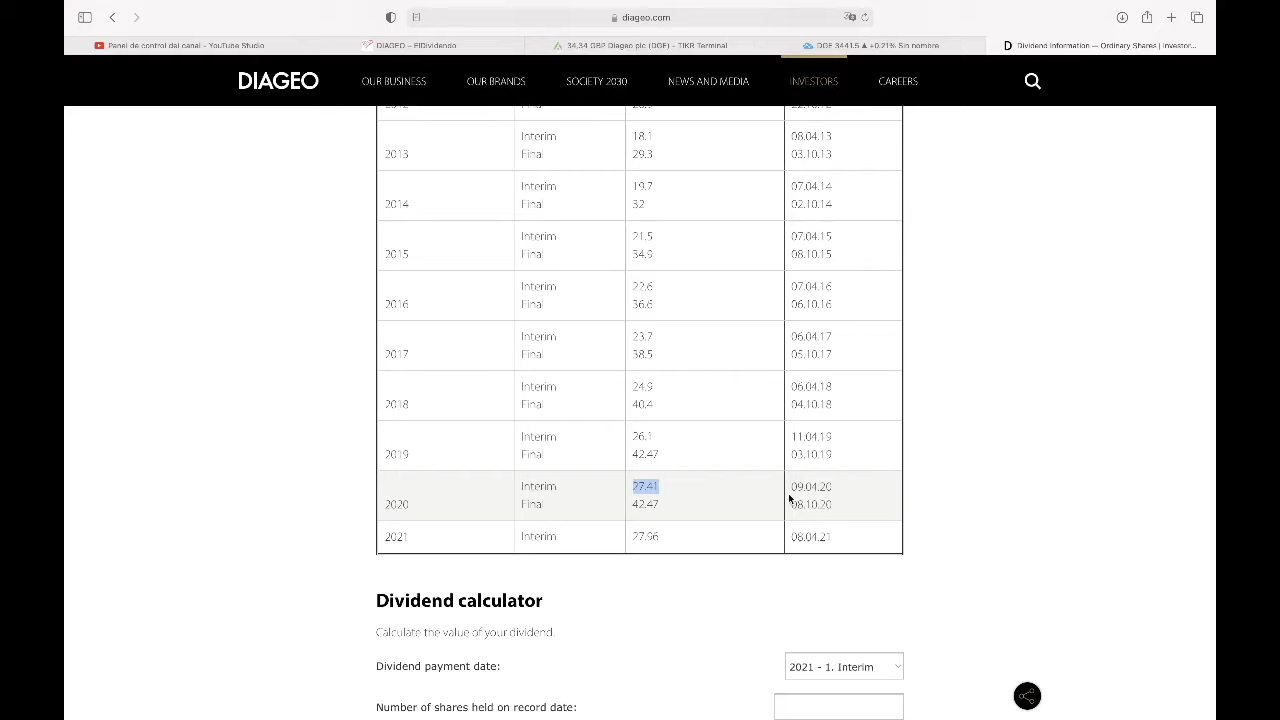 diageo.com
Panel de control del canal - YouTube Studio
DIAGEO – ElDividendo
34,34 GBP Diageo plc (DGE) - TIKR Terminal
DGE 3441.5 ▲ +0.21% Sin nombre
D Dividend Information — Ordinary Shares | Investor...
DIAGEO OUR BUSINESS OUR BRANDS SOCIETY 2030 NEWS AND MEDIA INVESTORS CAREERS
Interim 18.1 08.04.13
2013 Final 29.3 03.10.13
Interim 19.7 07.04.14
2014 Final 32 02.10.14
Interim 21.5 07.04.15
2015 Final 34.9 08.10.15
Interim 22.6 07.04.16
2016 Final 36.6 06.10.16
Interim 23.7 06.04.17
2017 Final 38.5 05.10.17
Interim 24.9 06.04.18
2018 Final 40.4 04.10.18
Interim 26.1 11.04.19
2019 Final 42.47 03.10.19
Interim 27.41 09.04.20
2020 Final 42.47 08.10.20
2021 Interim 27.96 08.04.21
Dividend calculator
Calculate the value of your dividend.
Dividend payment date: 2021 - 1. Interim
Number of shares held on record date: